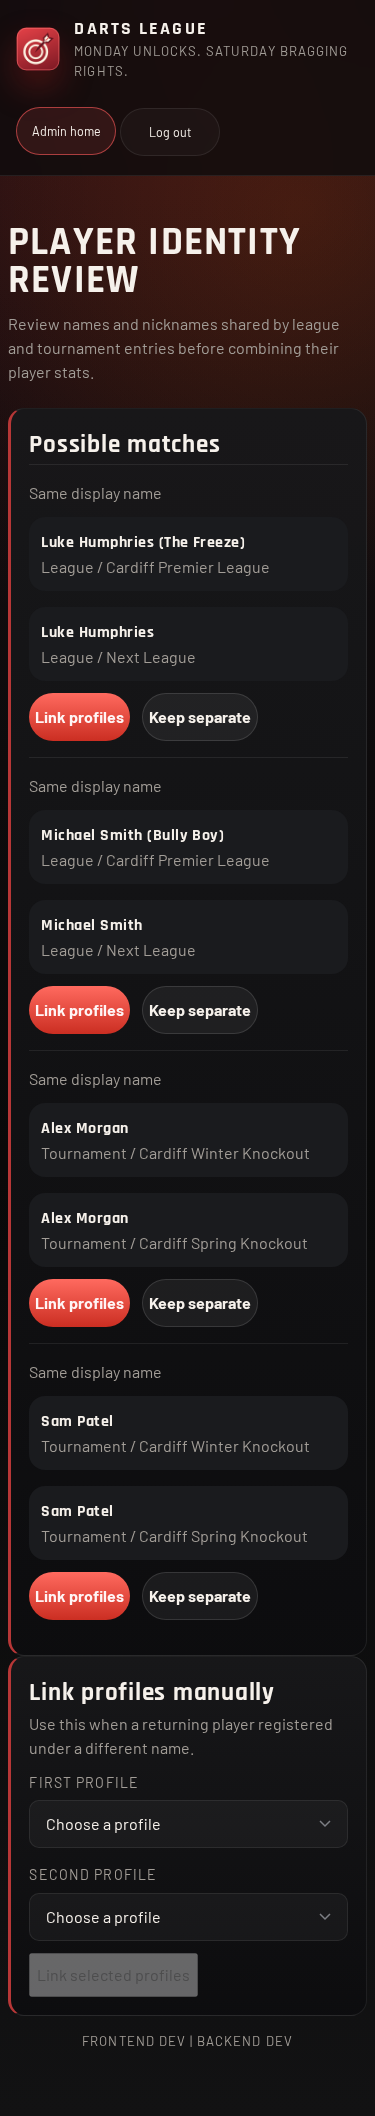 DARTS LEAGUE
MONDAY UNLOCKS. SATURDAY BRAGGING
RIGHTS.
Admin home
Log out
PLAYER IDENTITY
REVIEW
Review names and nicknames shared by league
and tournament entries before combining their
player stats.
Possible matches
Same display name
Luke Humphries (The Freeze)
League / Cardiff Premier League
Luke Humphries
League / Next League
Link profiles
Keep separate
Same display name
Michael Smith (Bully Boy)
League / Cardiff Premier League
Michael Smith
League / Next League
Link profiles
Keep separate
Same display name
Alex Morgan
Tournament / Cardiff Winter Knockout
Alex Morgan
Tournament / Cardiff Spring Knockout
Link profiles
Keep separate
Same display name
Sam Patel
Tournament / Cardiff Winter Knockout
Sam Patel
Tournament / Cardiff Spring Knockout
Link profiles
Keep separate
Link profiles manually
Use this when a returning player registered
under a different name.
FIRST PROFILE
Choose a profile
SECOND PROFILE
Choose a profile
Link selected profiles
FRONTEND DEV | BACKEND DEV